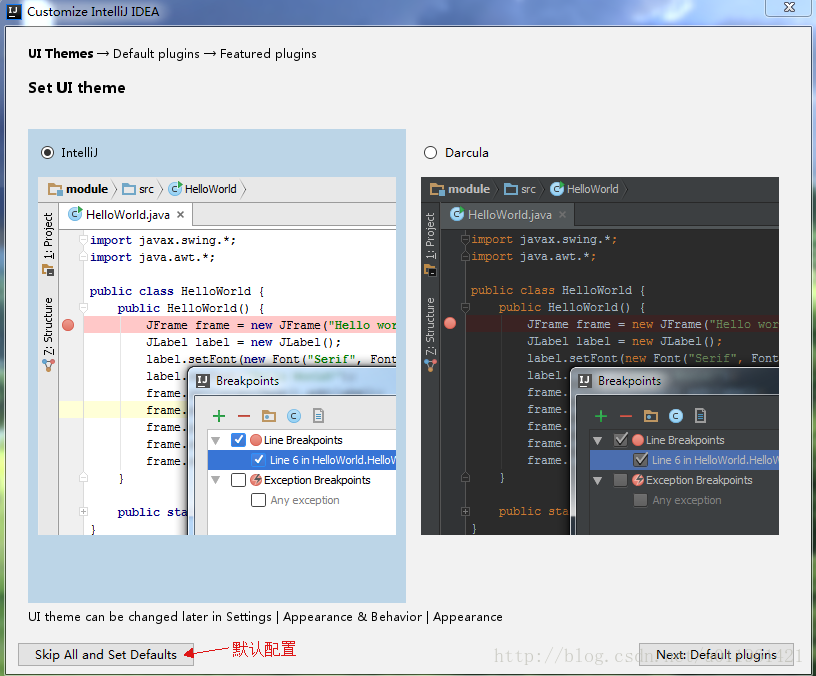 Customize IntelliJ IDEA
UI Themes → Default plugins → Featured plugins
Set UI theme
IntelliJ
module src HelloWorld
HelloWorld.java
1: Project
7: Structure
import javax.swing.*;
import java.awt.*;
public class HelloWorld {
public HelloWorld() {
JFrame frame = new JFrame("Hello wor
JLabel label = new JLabel();
label.setFont(new Font("Serif", Font
label.
frame.
frame.
frame.
frame.
frame.
}
public sta
}
Breakpoints
Line Breakpoints
Line 6 in HelloWorld.HelloW
Exception Breakpoints
Any exception
Darcula
module src HelloWorld
HelloWorld.java
1: Project
7: Structure
import javax.swing.*;
import java.awt.*;
public class HelloWorld {
public HelloWorld() {
JFrame frame = new JFrame("Hello wor
JLabel label = new JLabel();
label.setFont(new Font("Serif", Font
label.
frame.
frame.
frame.
frame.
frame.
}
public sta
}
Breakpoints
Line Breakpoints
Line 6 in HelloWorld.HelloW
Exception Breakpoints
Any exception
UI theme can be changed later in Settings | Appearance & Behavior | Appearance
Skip All and Set Defaults
默认配置
Next: Default plugins